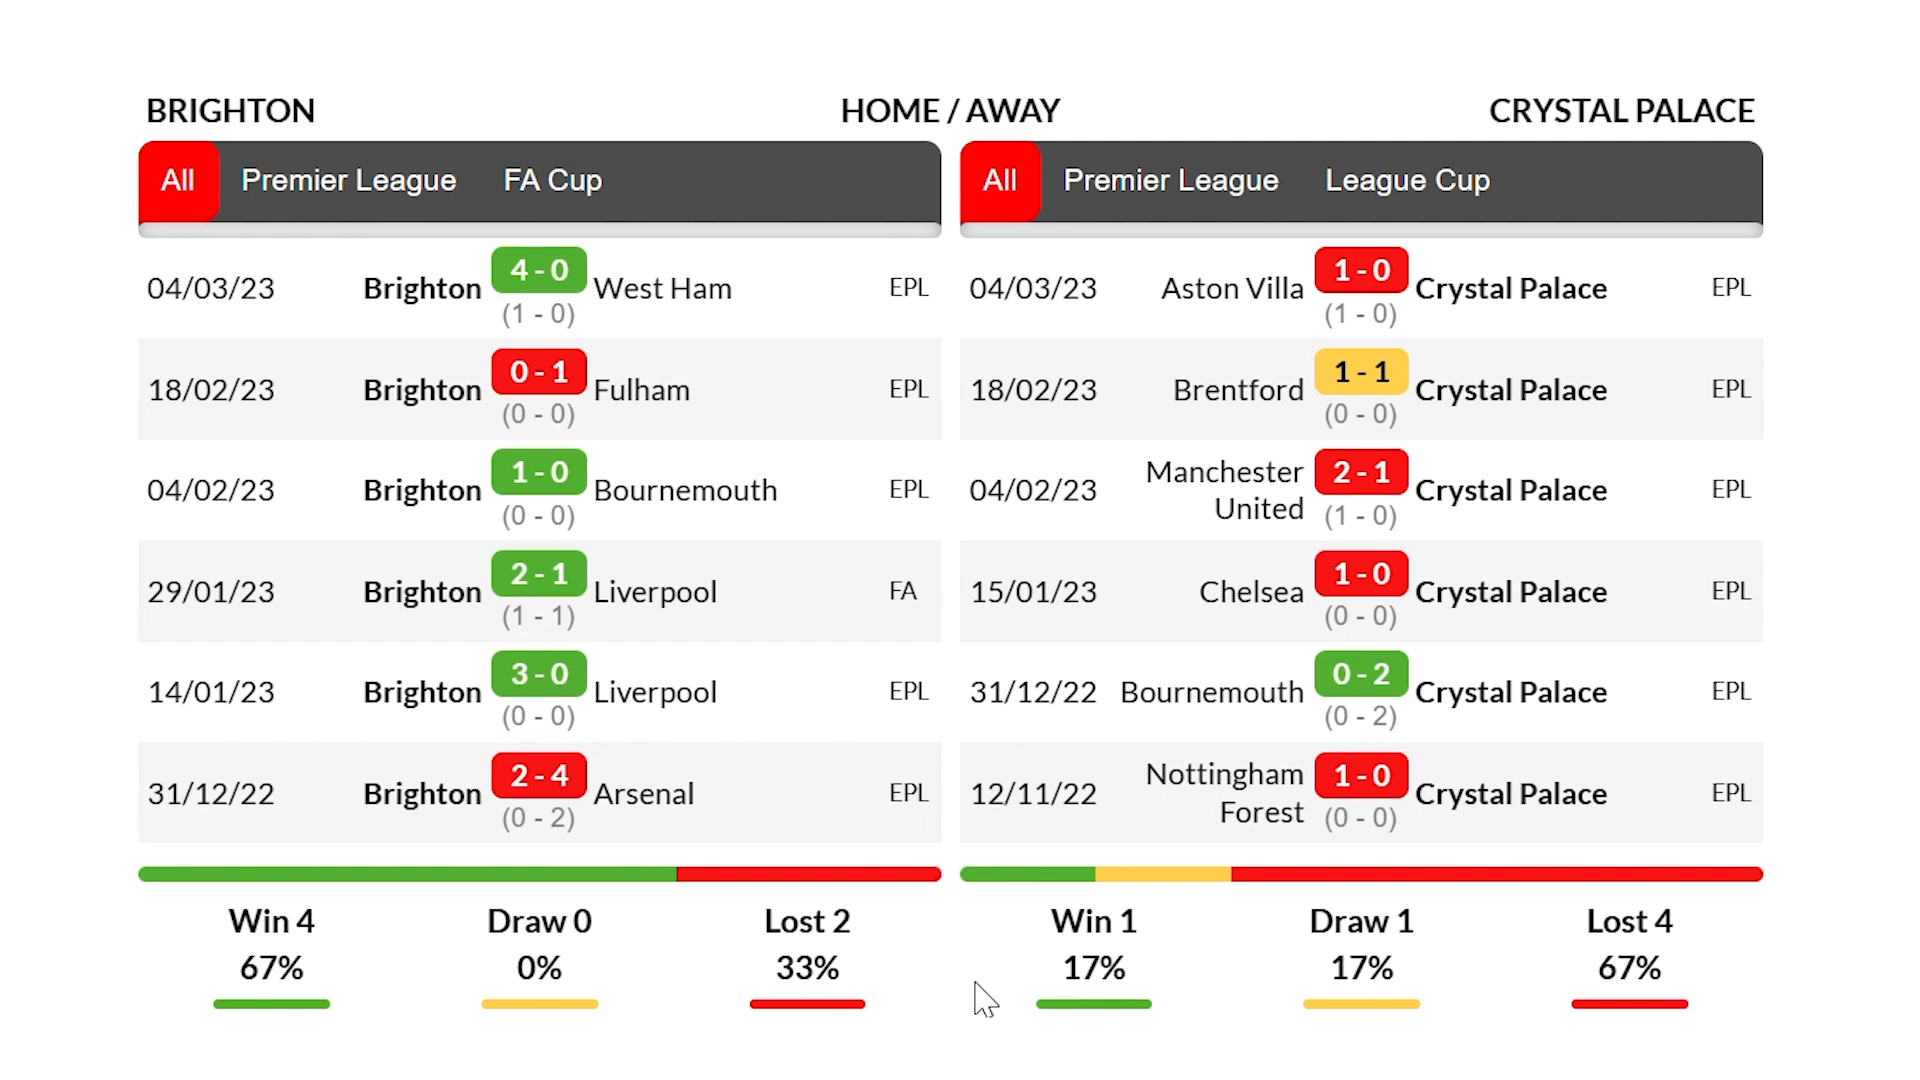 BRIGHTON HOME / AWAY CRYSTAL PALACE
All Premier League FA Cup
04/03/23 Brighton 4 - 0 West Ham EPL
(1 - 0)
18/02/23 Brighton 0 - 1 Fulham EPL
(0 - 0)
04/02/23 Brighton 1 - 0 Bournemouth EPL
(0 - 0)
29/01/23 Brighton 2 - 1 Liverpool FA
(1 - 1)
14/01/23 Brighton 3 - 0 Liverpool EPL
(0 - 0)
31/12/22 Brighton 2 - 4 Arsenal EPL
(0 - 2)
Win 4 Draw 0 Lost 2
67% 0% 33%
All Premier League League Cup
04/03/23 Aston Villa 1 - 0 Crystal Palace EPL
(1 - 0)
18/02/23 Brentford 1 - 1 Crystal Palace EPL
(0 - 0)
04/02/23 Manchester United 2 - 1 Crystal Palace EPL
(1 - 0)
15/01/23 Chelsea 1 - 0 Crystal Palace EPL
(0 - 0)
31/12/22 Bournemouth 0 - 2 Crystal Palace EPL
(0 - 2)
12/11/22 Nottingham Forest 1 - 0 Crystal Palace EPL
(0 - 0)
Win 1 Draw 1 Lost 4
17% 17% 67%